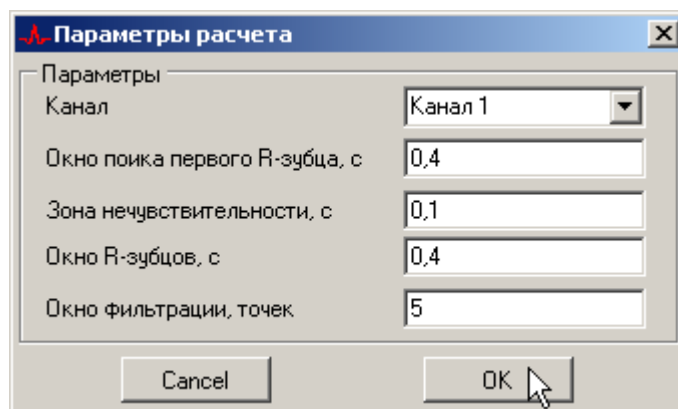 Параметры расчета
Параметры
Канал Канал 1
Окно поика первого R-зубца, с 0,4
Зона нечувствительности, с 0,1
Окно R-зубцов, с 0,4
Окно фильтрации, точек 5
Cancel OK